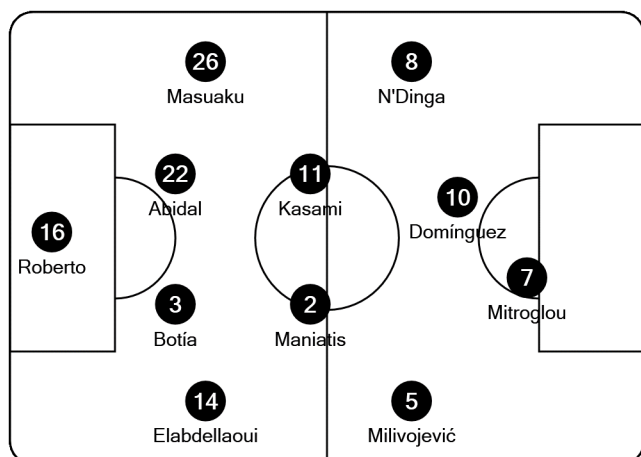 26
Masuaku
8
N'Dinga
22
Abidal
11
Kasami
10
Domínguez
16
Roberto
7
Mitroglou
3
Botía
2
Maniatis
14
Elabdellaoui
5
Milivojević